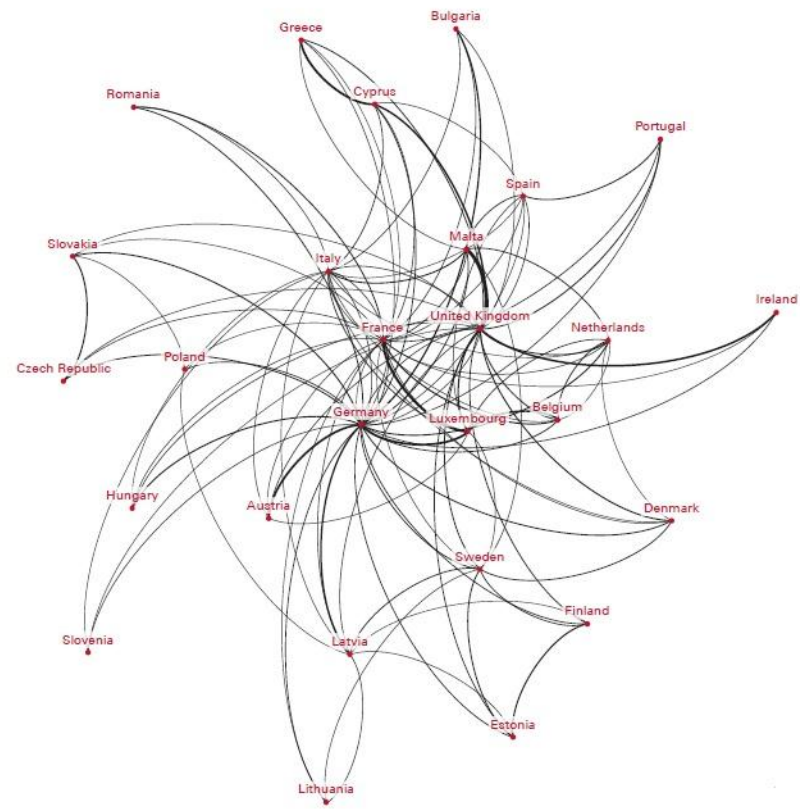 Bulgaria
Greece
Cyprus
Romania
Portugal
Spain
Malta
Slovakia
Italy
Ireland
United Kingdom
France
Netherlands
Poland
Czech Republic
Belgium
Germany
Luxembourg
Hungary
Austria
Denmark
Sweden
Finland
Slovenia
Latvia
Estonia
Lithuania